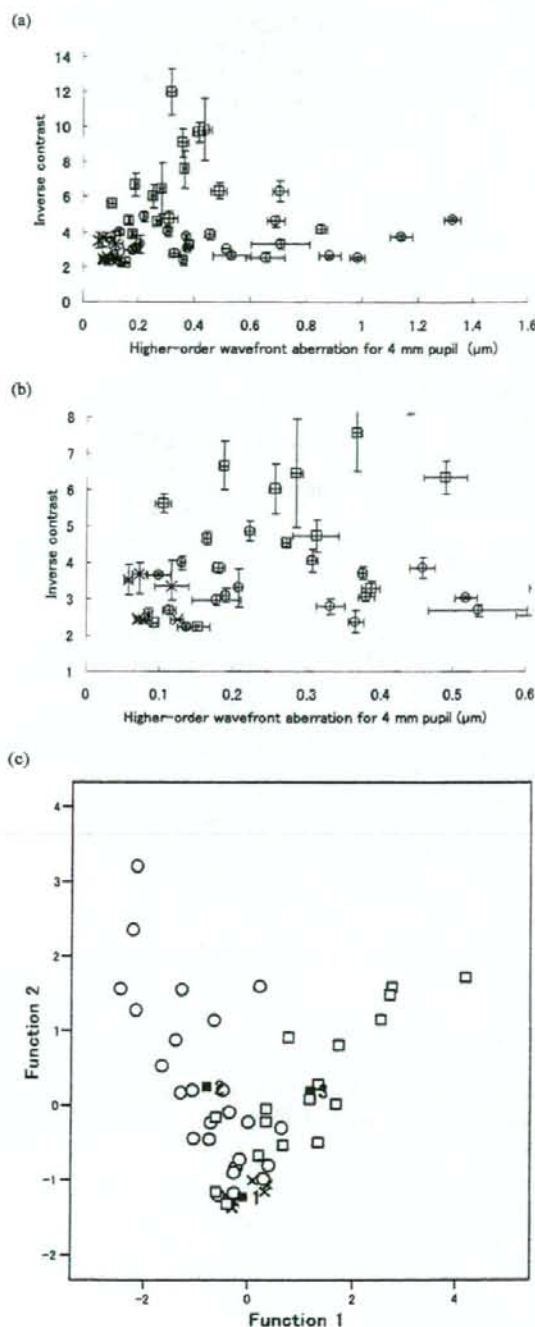 (a)
14
12
10
8
6
4
2
0
Inverse contrast
0 0.2 0.4 0.6 0.8 1 1.2 1.4 1.6
Higher-order wavefront aberration for 4 mm pupil (μm)
(b)
8
7
6
5
4
3
2
1
Inverse contrast
0 0.1 0.2 0.3 0.4 0.5 0.6
Higher-order wavefront aberration for 4 mm pupil (μm)
(c)
4
3
2
1
0
-1
-2
Function 2
2
3
1
-2 0 2 4
Function 1